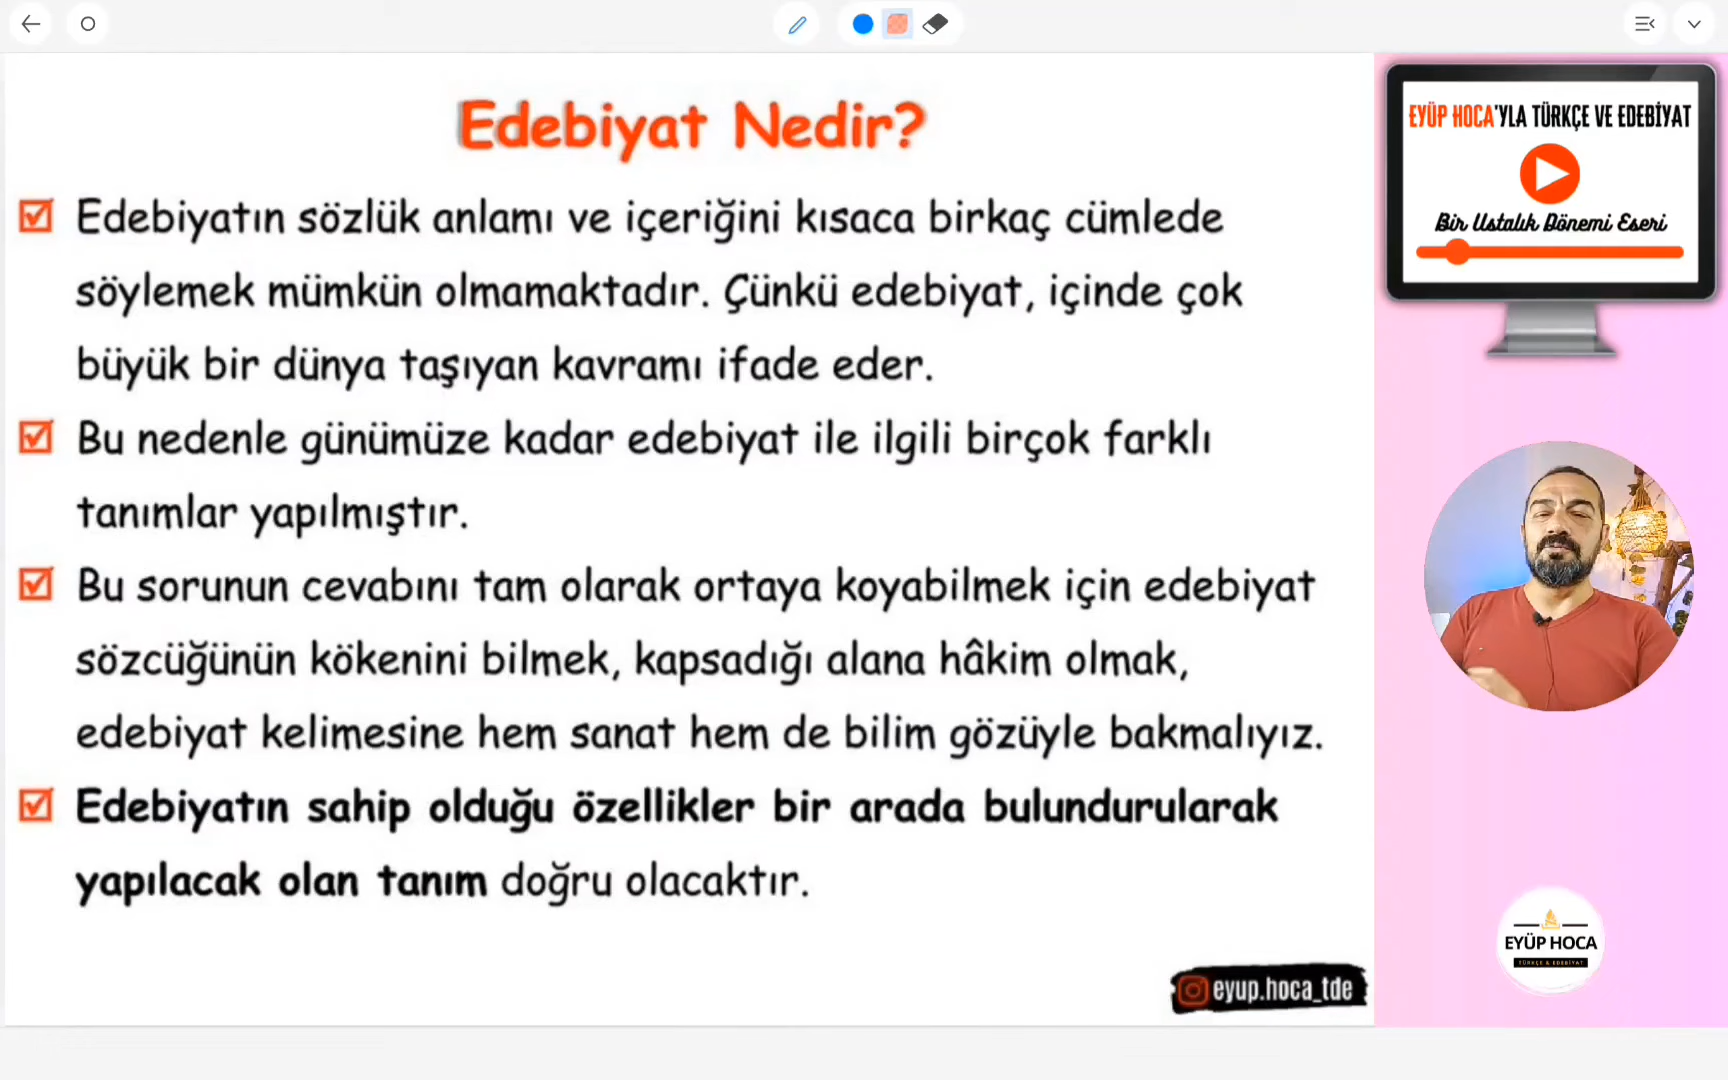 Edebiyat Nedir?
Edebiyatın sözlük anlamı ve içeriğini kısaca birkaç cümlede
söylemek mümkün olmamaktadır. Çünkü edebiyat, içinde çok
büyük bir dünya taşıyan kavramı ifade eder.
Bu nedenle günümüze kadar edebiyat ile ilgili birçok farklı
tanımlar yapılmıştır.
Bu sorunun cevabını tam olarak ortaya koyabilmek için edebiyat
sözcüğünün kökenini bilmek, kapsadığı alana hâkim olmak,
edebiyat kelimesine hem sanat hem de bilim gözüyle bakmalıyız.
Edebiyatın sahip olduğu özellikler bir arada bulundurularak
yapılacak olan tanım doğru olacaktır.
eyup.hoca_tde
EYÜP HOCA'YLA TÜRKÇE VE EDEBİYAT
Bir Ustalık Dönemi Eseri
EYÜP HOCA
TÜRKÇE & EDEBİYAT